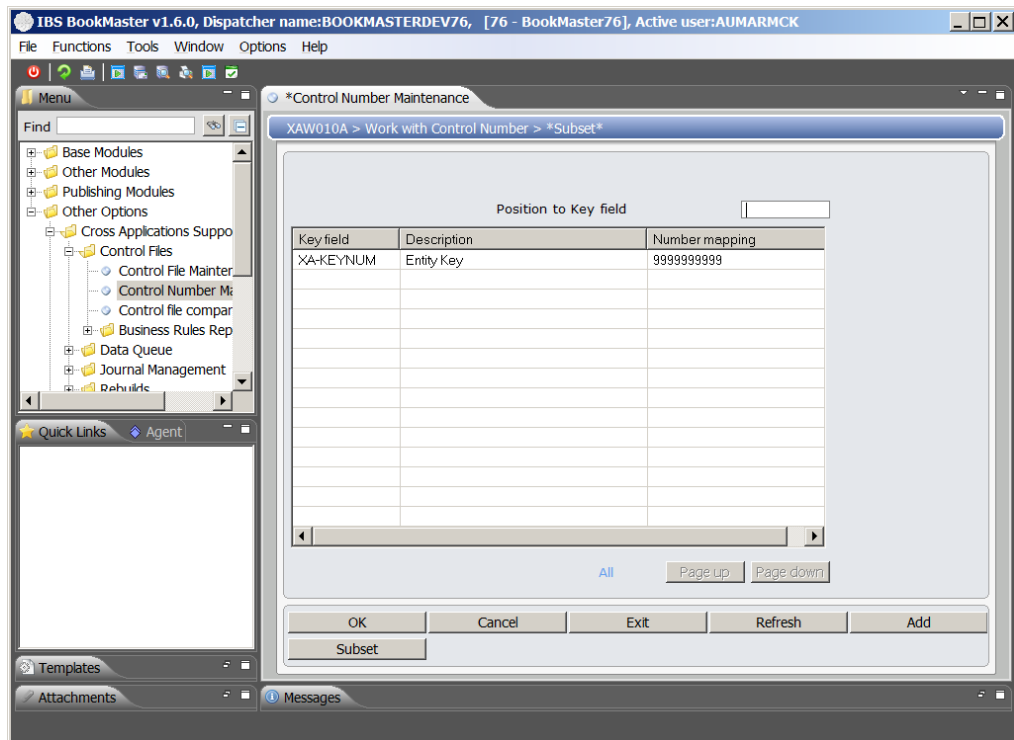 IBS BookMaster v1.6.0, Dispatcher name:BOOKMASTERDEV76, [76 - BookMaster76], Active user:AUMARMCK
File Functions Tools Window Options Help
Menu
Find
Base Modules
Other Modules
Publishing Modules
Other Options
Cross Applications Suppo
Control Files
Control File Mainter
Control Number Ma
Control file compar
Business Rules Rep
Data Queue
Journal Management
Rebuilds
Quick Links Agent
Templates
Attachments
*Control Number Maintenance
XAW010A > Work with Control Number > *Subset*
Position to Key field
Key field Description Number mapping
XA-KEYNUM Entity Key 9999999999
All Page up Page down
OK Cancel Exit Refresh Add
Subset
Messages